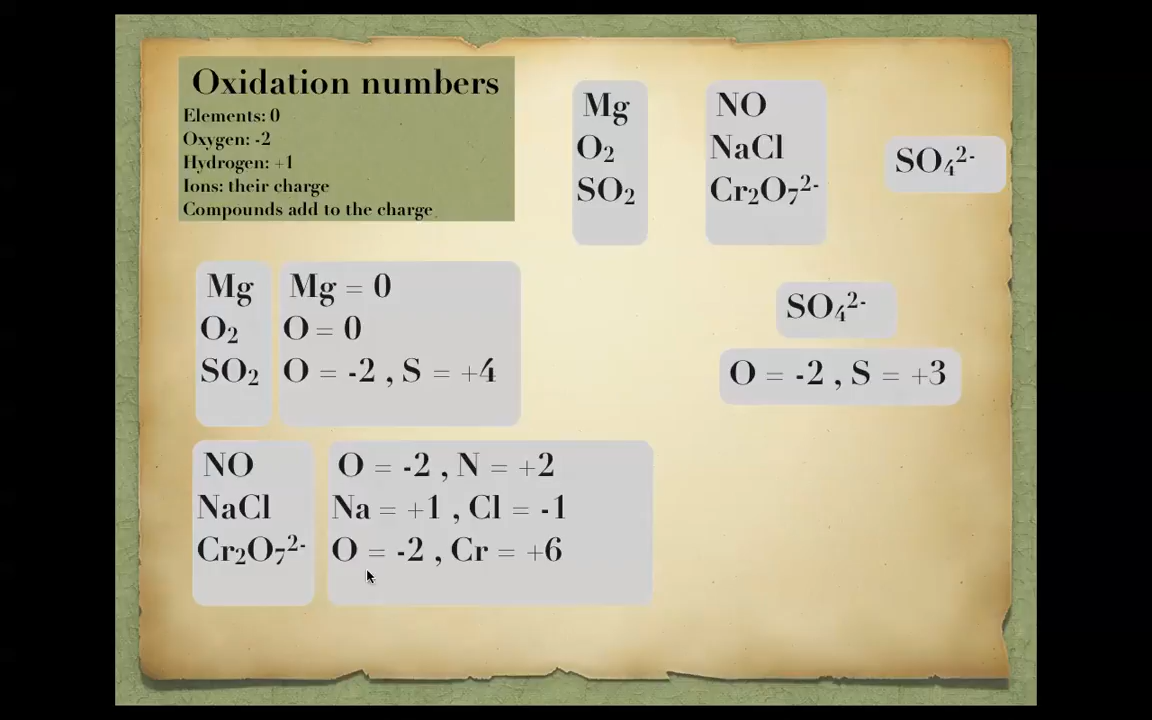 Oxidation numbers
Elements: 0
Oxygen: -2
Hydrogen: +1
Ions: their charge
Compounds add to the charge
Mg
O₂
SO₂
NO
NaCl
Cr₂O₇²⁻
SO₄²⁻
Mg
O₂
SO₂
Mg = 0
O = 0
O = -2 , S = +4
SO₄²⁻
O = -2 , S = +3
NO
NaCl
Cr₂O₇²⁻
O = -2 , N = +2
Na = +1 , Cl = -1
O = -2 , Cr = +6